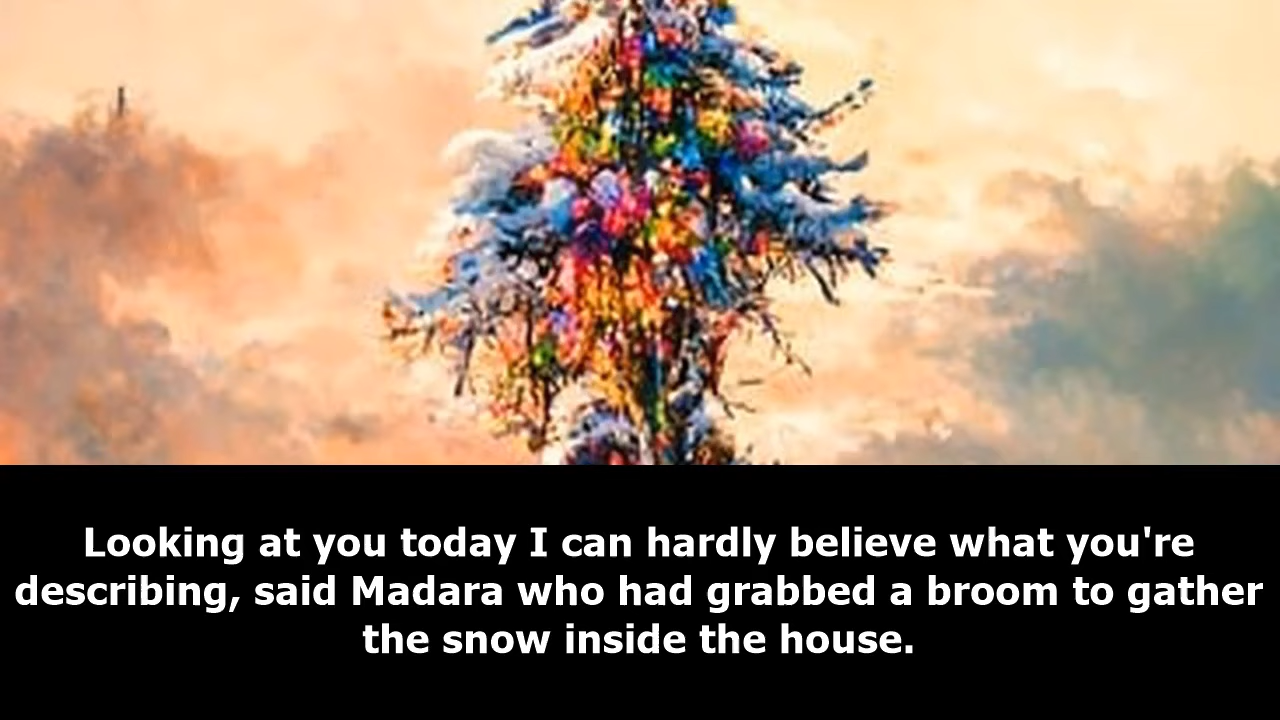 Looking at you today I can hardly believe what you're
describing, said Madara who had grabbed a broom to gather
the snow inside the house.